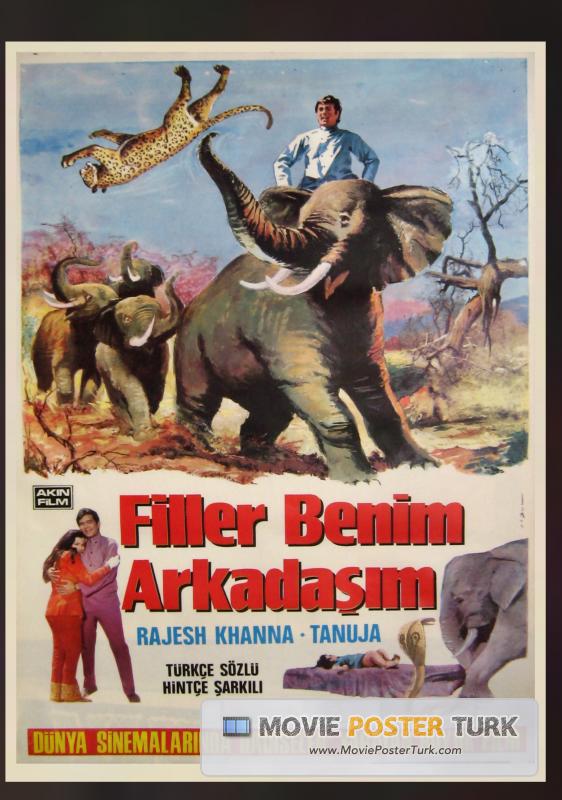 AKIN
FİLM
Filler Benim
Arkadaşım
RAJESH KHANNA · TANUJA
TÜRKÇE SÖZLÜ
HİNTÇE ŞARKILI
DÜNYA SİNEMALARINDA
MOVIE POSTER TURK
www.MoviePosterTurk.com